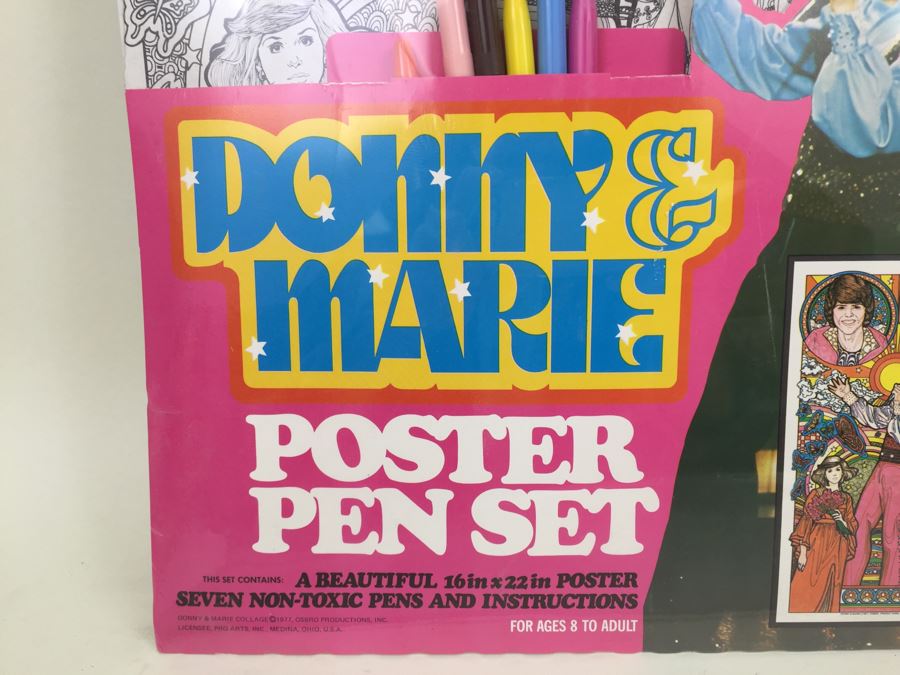 DONNY &
MARIE
POSTER
PEN SET
THIS SET CONTAINS: A BEAUTIFUL 16 in x 22 in POSTER
SEVEN NON-TOXIC PENS AND INSTRUCTIONS
DONNY & MARIE COLLAGE © 1977, OSBRO PRODUCTIONS, INC.
LICENSEE, PRO ARTS, INC., MEDINA, OHIO, U.S.A.
FOR AGES 8 TO ADULT